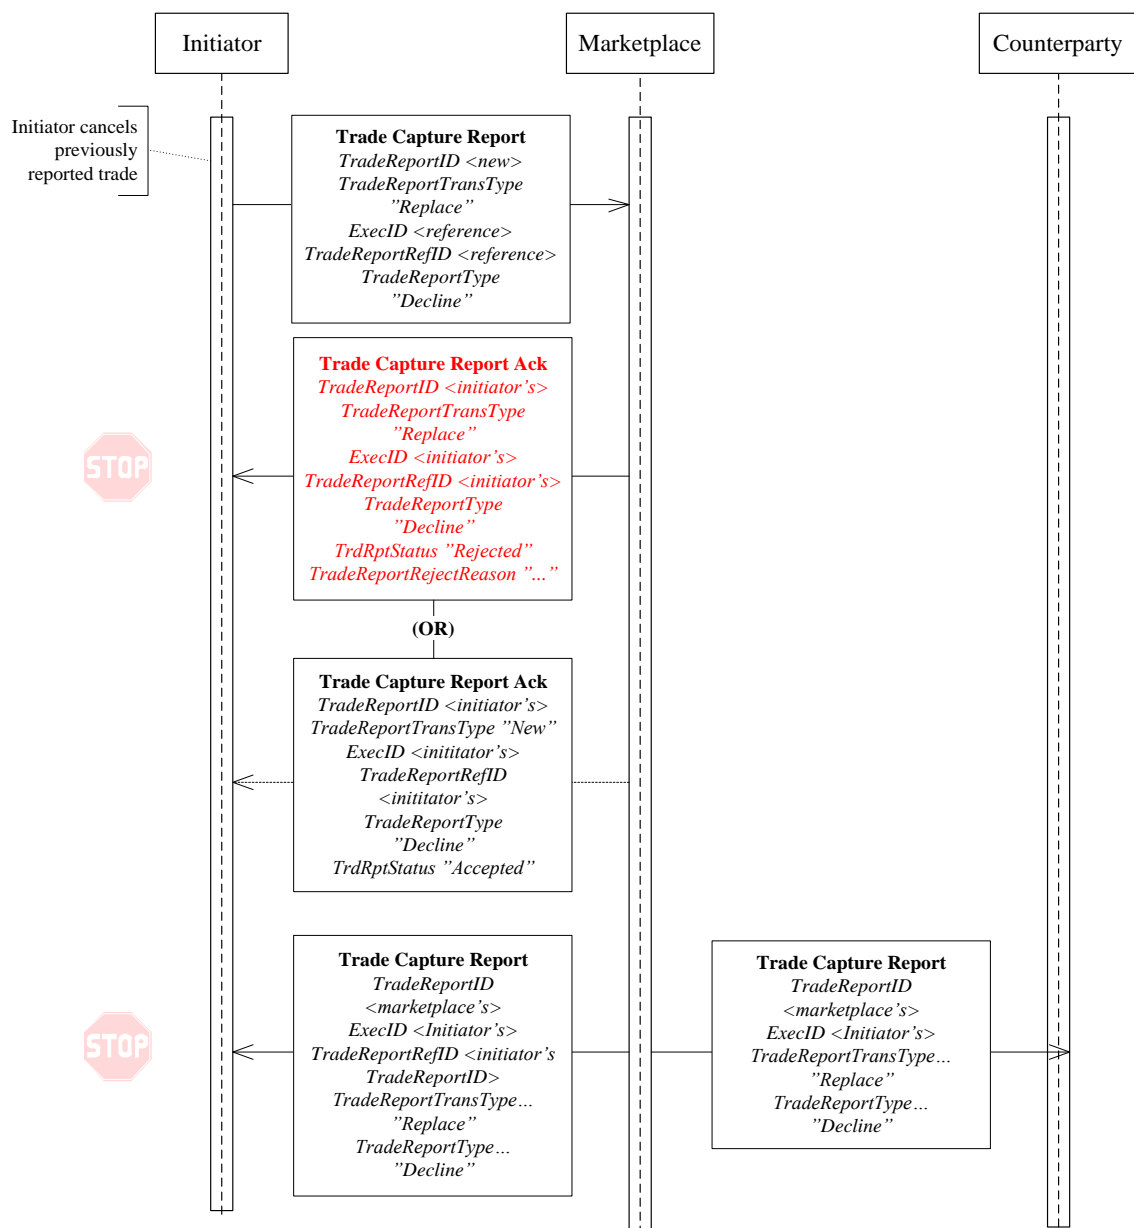 Initiator
Marketplace
Counterparty
Initiator cancels
previously
reported trade
Trade Capture Report
TradeReportID <new>
TradeReportTransType
”Replace”
ExecID <reference>
TradeReportRefID <reference>
TradeReportType
”Decline”
Trade Capture Report Ack
TradeReportID <initiator’s>
TradeReportTransType
”Replace”
ExecID <initiator’s>
TradeReportRefID <initiator’s>
TradeReportType
”Decline”
TrdRptStatus ”Rejected”
TradeReportRejectReason ”...”
STOP
(OR)
Trade Capture Report Ack
TradeReportID <initiator’s>
TradeReportTransType ”New”
ExecID <inititator’s>
TradeReportRefID
<inititator’s>
TradeReportType
”Decline”
TrdRptStatus ”Accepted”
Trade Capture Report
TradeReportID
<marketplace’s>
ExecID <Initiator’s>
TradeReportRefID <initiator’s
TradeReportID>
TradeReportTransType…
”Replace”
TradeReportType…
”Decline”
STOP
Trade Capture Report
TradeReportID
<marketplace’s>
ExecID <Initiator’s>
TradeReportTransType…
”Replace”
TradeReportType…
”Decline”